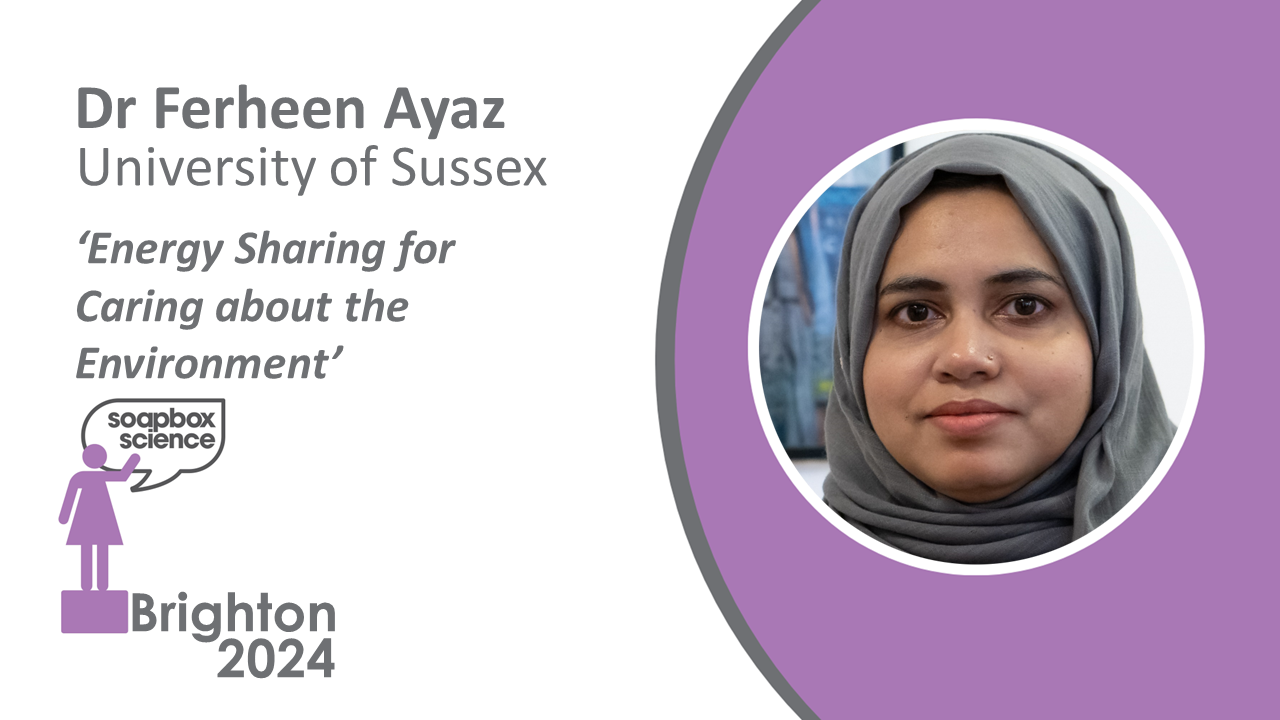 Dr Ferheen Ayaz
University of Sussex
‘Energy Sharing for
Caring about the
Environment’
soapbox
science
Brighton
2024